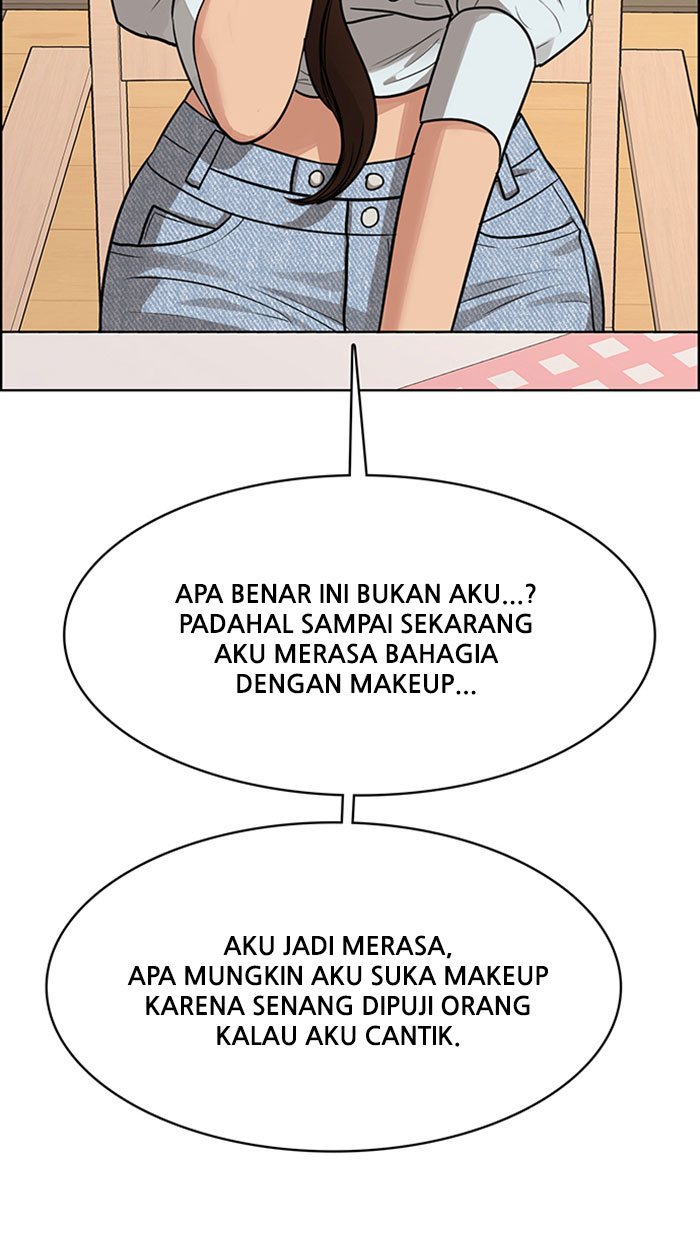 APA BENAR INI BUKAN AKU...?
PADAHAL SAMPAI SEKARANG
AKU MERASA BAHAGIA
DENGAN MAKEUP...
AKU JADI MERASA,
APA MUNGKIN AKU SUKA MAKEUP
KARENA SENANG DIPUJI ORANG
KALAU AKU CANTIK.